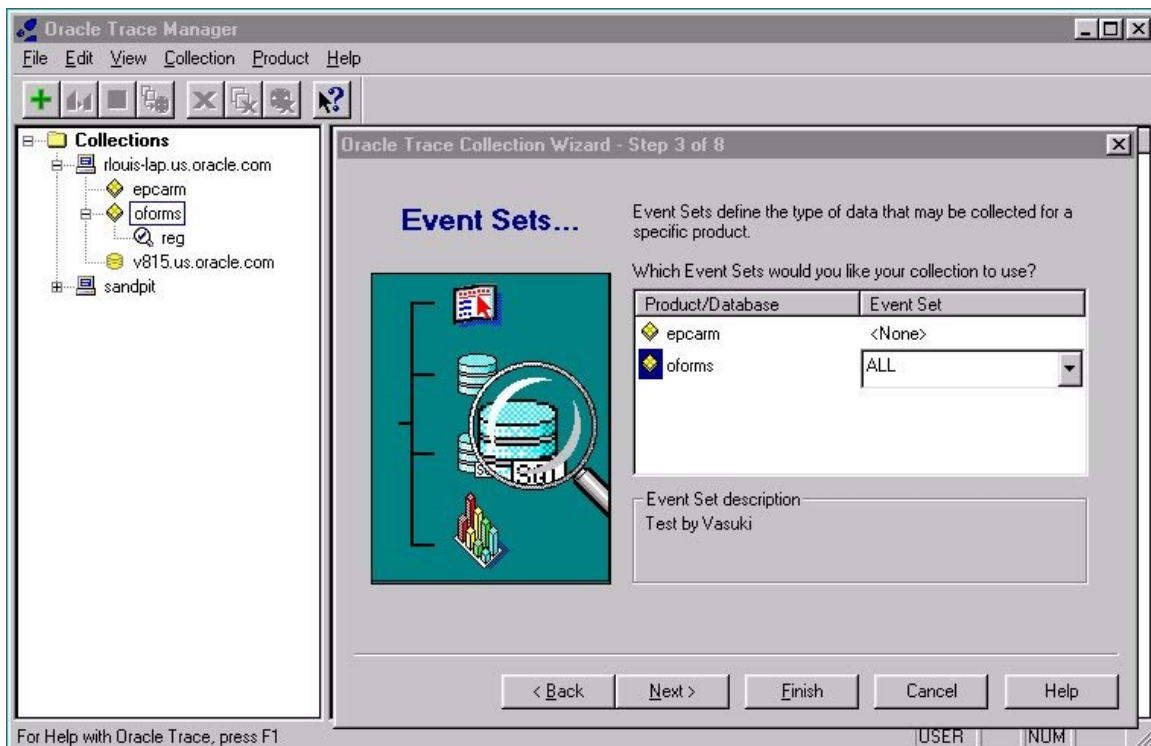 Oracle Trace Manager
File Edit View Collection Product Help
Collections
rlouis-lap.us.oracle.com
epcarm
oforms
reg
v815.us.oracle.com
sandpit
Oracle Trace Collection Wizard - Step 3 of 8
Event Sets...
SQL
Event Sets define the type of data that may be collected for a
specific product.
Which Event Sets would you like your collection to use?
Product/Database Event Set
epcarm <None>
oforms ALL
Event Set description
Test by Vasuki
< Back Next > Finish Cancel Help
For Help with Oracle Trace, press F1 USER NUM